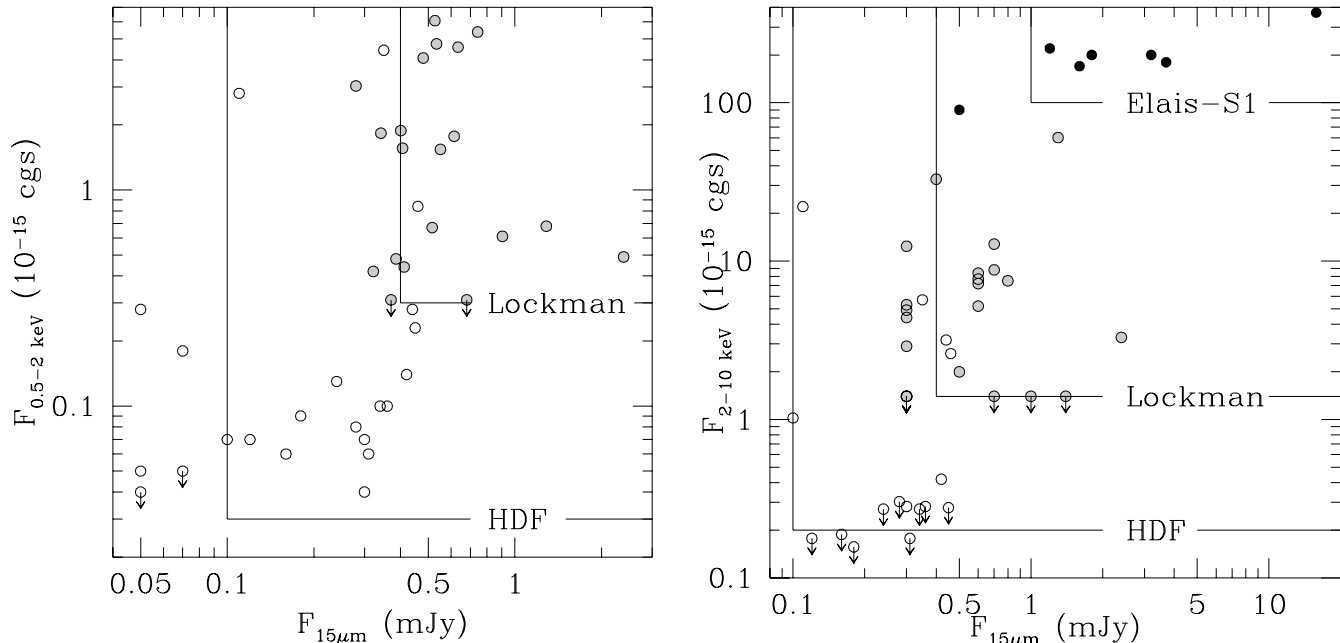 F0.5−2 keV (10−15 cgs)
1
0.1
Lockman
HDF
0.05 0.1 0.5 1
F15μm (mJy)
F2−10 keV (10−15 cgs)
100
10
1
0.1
Elais−S1
Lockman
HDF
0.1 0.5 1 5 10
F15μm (mJy)